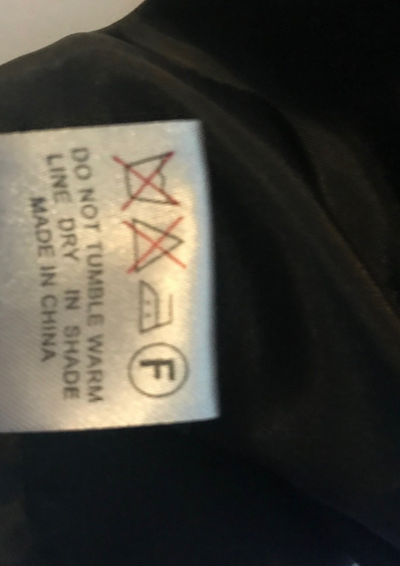 F
DO NOT TUMBLE WARM
LINE DRY IN SHADE
MADE IN CHINA